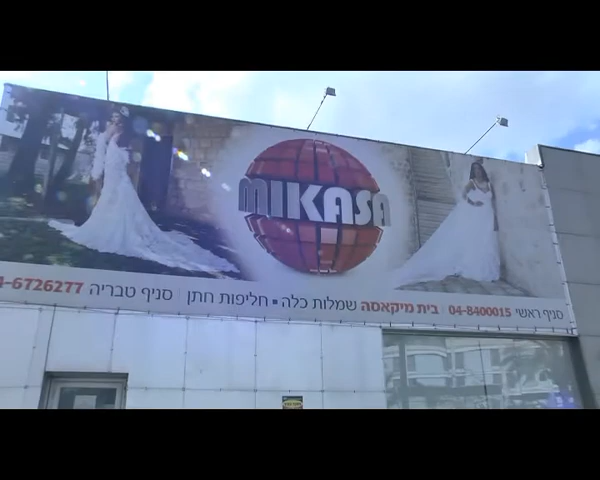 MIKASA
סניף ראשי 04-8400015 | בית מיקאסה שמלות כלה ▪ חליפות חתן | סניף טבריה 4-6726277